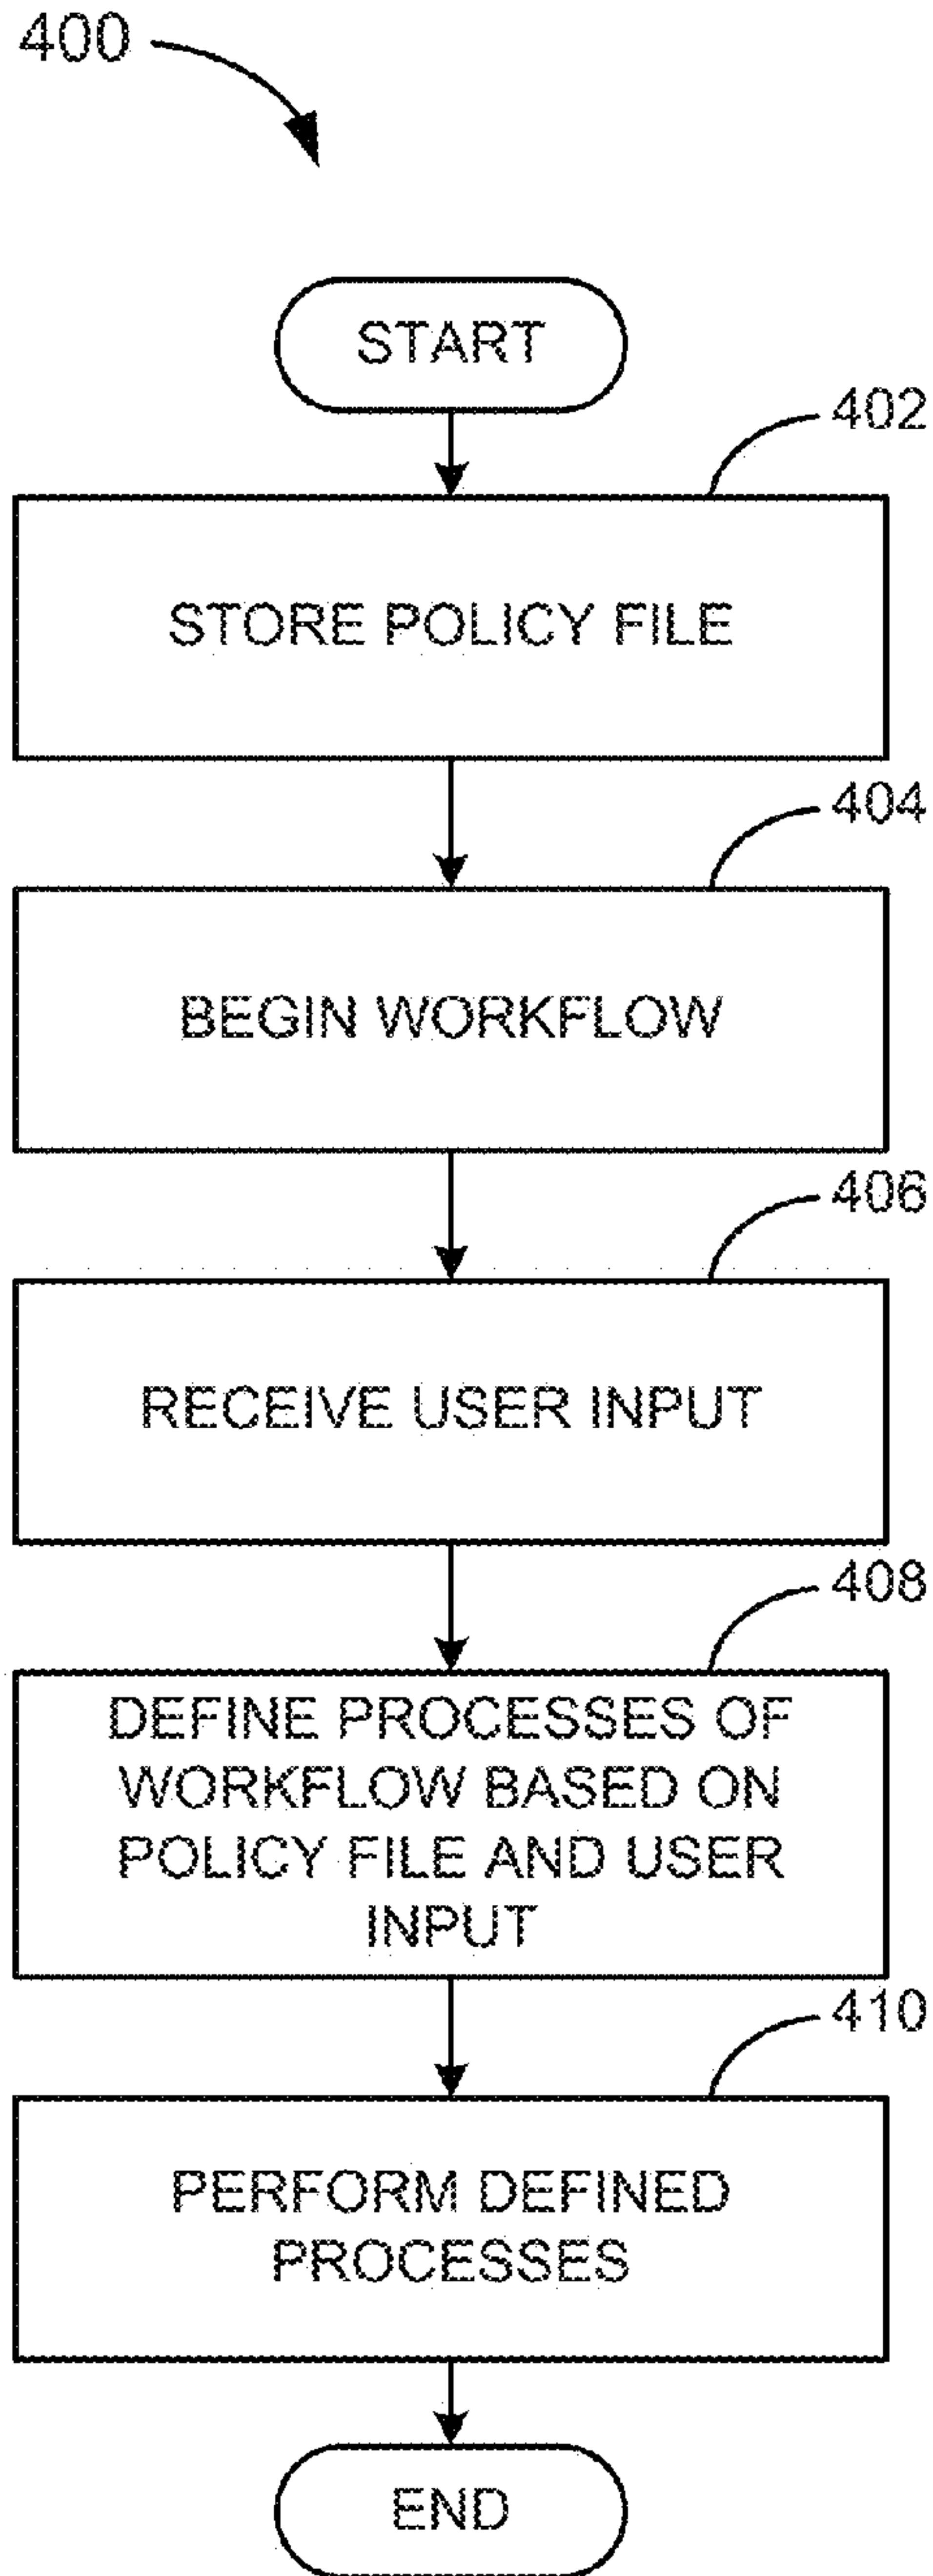 400
START
402
STORE POLICY FILE
404
BEGIN WORKFLOW
406
RECEIVE USER INPUT
408
DEFINE PROCESSES OF
WORKFLOW BASED ON
POLICY FILE AND USER
INPUT
410
PERFORM DEFINED
PROCESSES
END